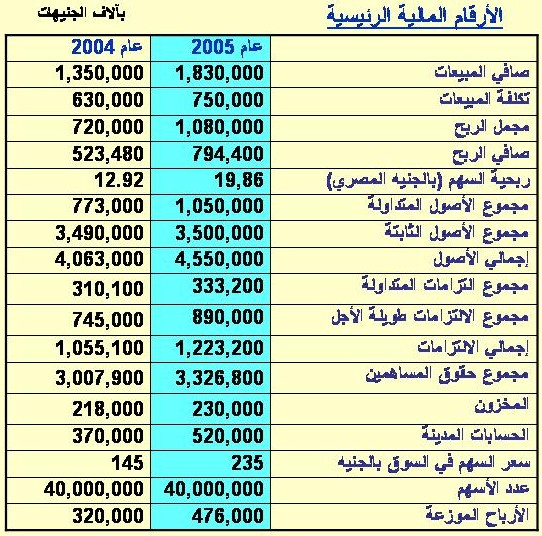 الأرقام المالية الرئيسية بآلاف الجنيهات
عام 2005 عام 2004
صافي المبيعات 1,830,000 1,350,000
تكلفة المبيعات 750,000 630,000
مجمل الربح 1,080,000 720,000
صافي الربح 794,400 523,480
ربحية السهم (بالجنيه المصري) 19,86 12.92
مجموع الأصول المتداولة 1,050,000 773,000
مجموع الأصول الثابتة 3,500,000 3,490,000
إجمالي الأصول 4,550,000 4,063,000
مجموع التزامات المتداولة 333,200 310,100
مجموع الالتزامات طويلة الأجل 890,000 745,000
إجمالي الالتزامات 1,223,200 1,055,100
مجموع حقوق المساهمين 3,326,800 3,007,900
المخزون 230,000 218,000
الحسابات المدينة 520,000 370,000
سعر السهم في السوق بالجنيه 235 145
عدد الأسهم 40,000,000 40,000,000
الأرباح الموزعة 476,000 320,000